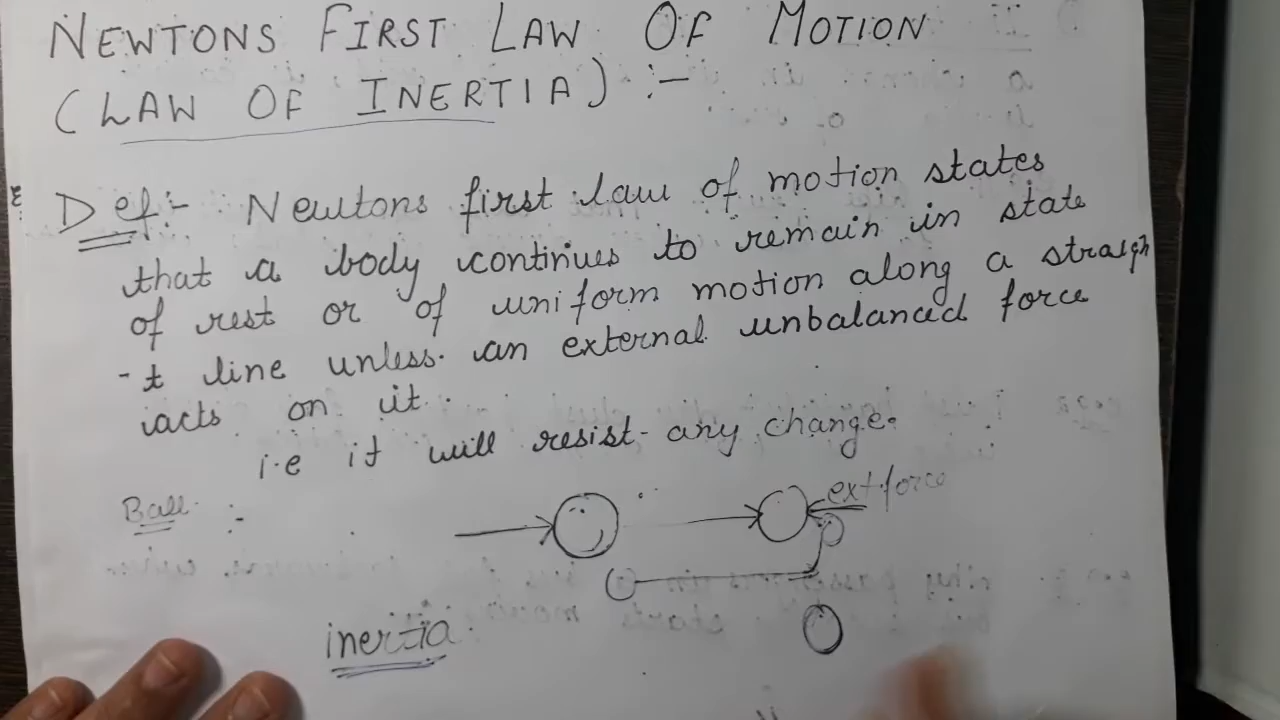 NEWTONS FIRST LAW OF MOTION
(LAW OF INERTIA) :-
Def:- Newtons first law of motion states
that a body continues to remain in state
of rest or of uniform motion along a straigh
-t line unless an external unbalanced force
acts on it.
i.e it will resist any change.
Ball :-
ext.force
inertia.